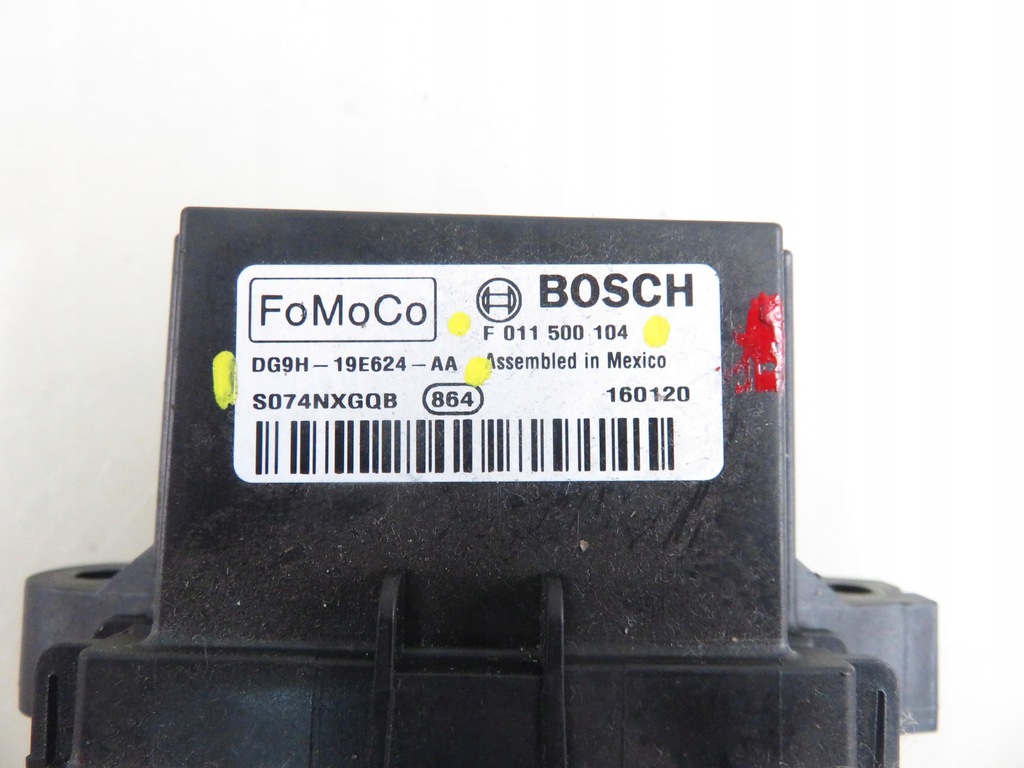 FoMoCo BOSCH
F 011 500 104
DG9H-19E624-AA Assembled in Mexico
S074NXGQB 864 160120